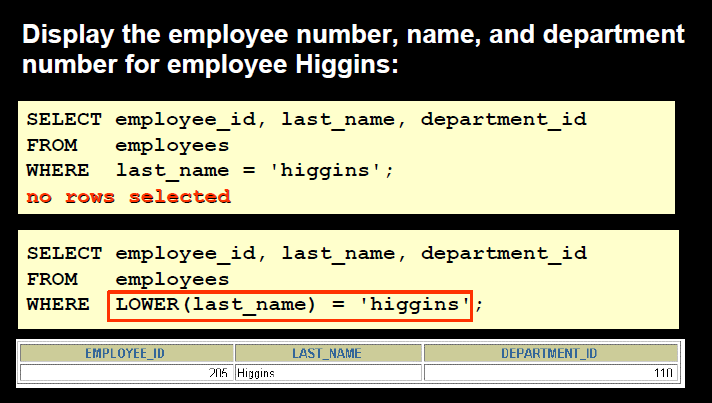 Display the employee number, name, and department
number for employee Higgins:
SELECT employee_id, last_name, department_id
FROM employees
WHERE last_name = 'higgins';
no rows selected
SELECT employee_id, last_name, department_id
FROM employees
WHERE LOWER(last_name) = 'higgins';
EMPLOYEE_ID LAST_NAME DEPARTMENT_ID
205 Higgins 110